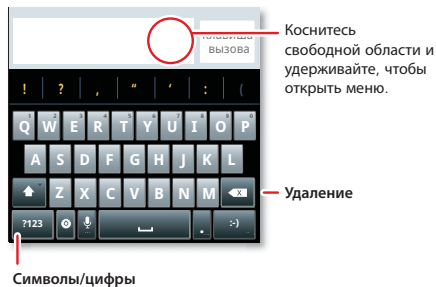 клавиша
вызова
Коснитесь
свободной области и
удерживайте, чтобы
открыть меню.
! ? , “ ‘ : (
Q W E R T Y U I O P
A S D F G H J K L
Z X C V B N M X
Удаление
?123 . :-)
Символы/цифры